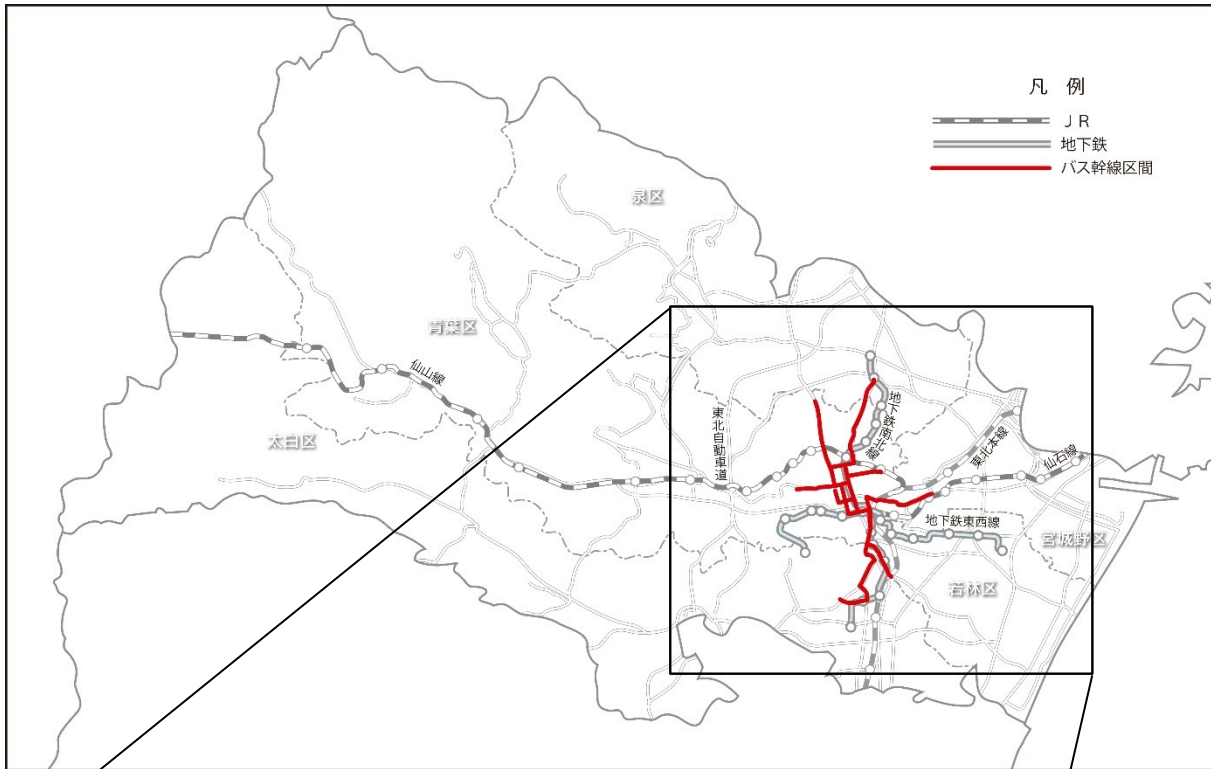 凡 例
ＪＲ
地下鉄
バス幹線区間
泉区
青葉区
仙山線
太白区
東北自動車道
地下鉄南北線
東北本線
仙石線
地下鉄東西線
宮城野区
若林区